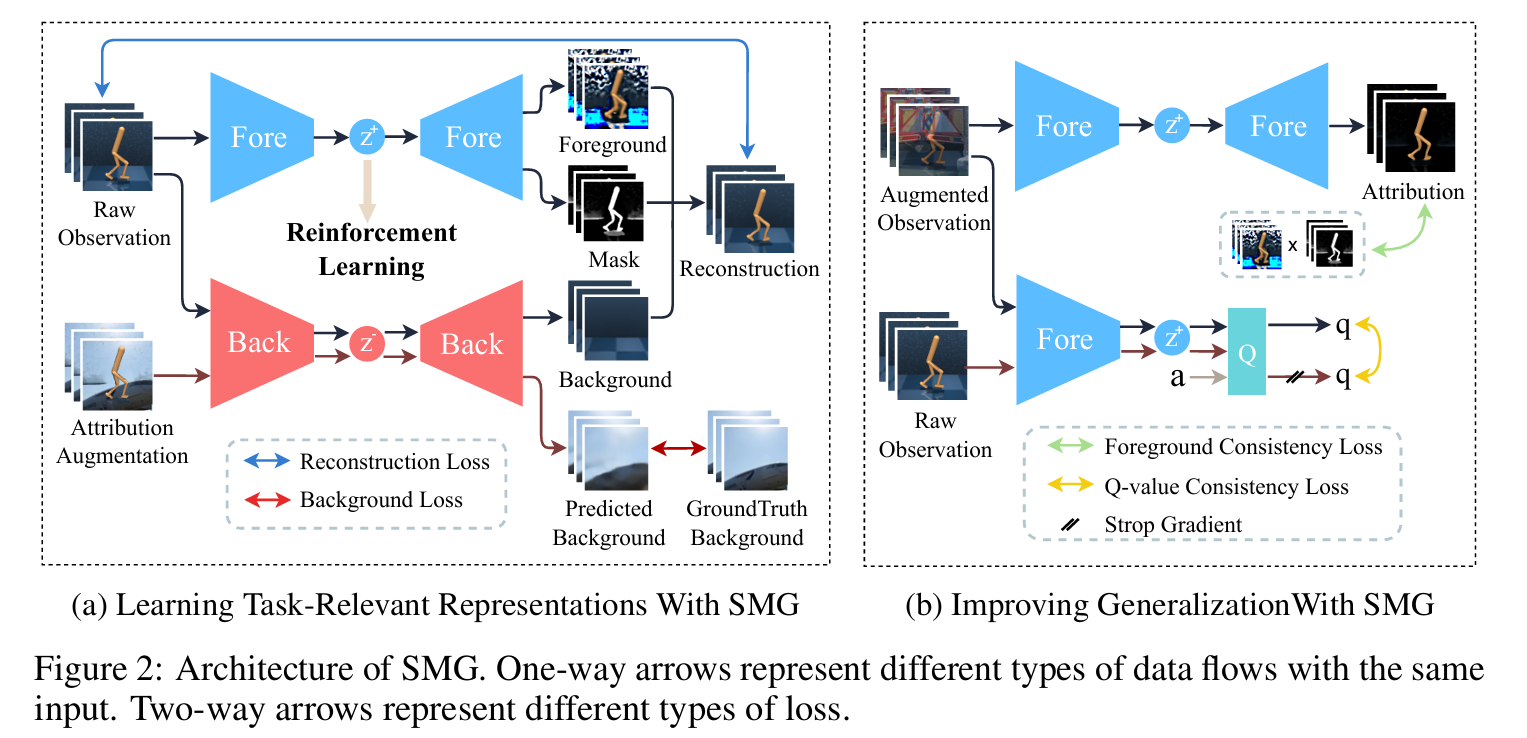 Fore
z+
Fore
Foreground
Raw
Observation
Reinforcement
Learning
Mask
Reconstruction
Back
z-
Back
Background
Attribution
Augmentation
Reconstruction Loss
Background Loss
Predicted
Background
GroundTruth
Background
(a) Learning Task-Relevant Representations With SMG
Fore
z+
Fore
Augmented
Observation
Attribution
x
Fore
z+
Q
q
a
q
Raw
Observation
Foreground Consistency Loss
Q-value Consistency Loss
Strop Gradient
(b) Improving GeneralizationWith SMG
Figure 2: Architecture of SMG. One-way arrows represent different types of data flows with the same
input. Two-way arrows represent different types of loss.